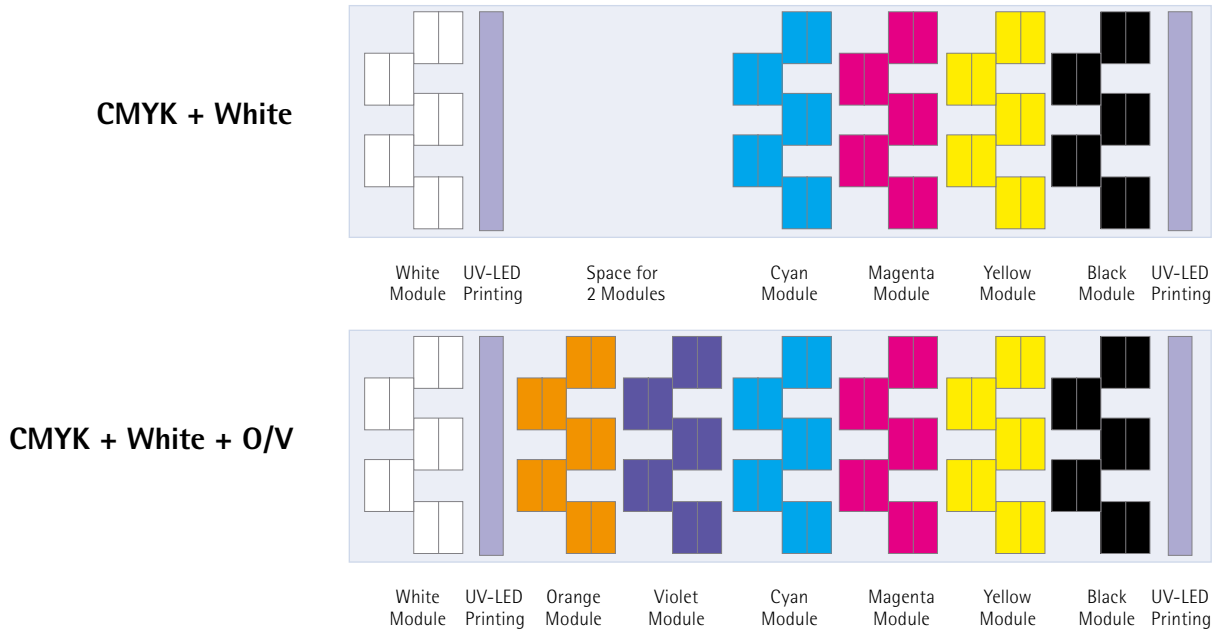 CMYK + White
White UV-LED Space for Cyan Magenta Yellow Black UV-LED
Module Printing 2 Modules Module Module Module Module Printing
CMYK + White + O/V
White UV-LED Orange Violet Cyan Magenta Yellow Black UV-LED
Module Printing Module Module Module Module Module Module Printing